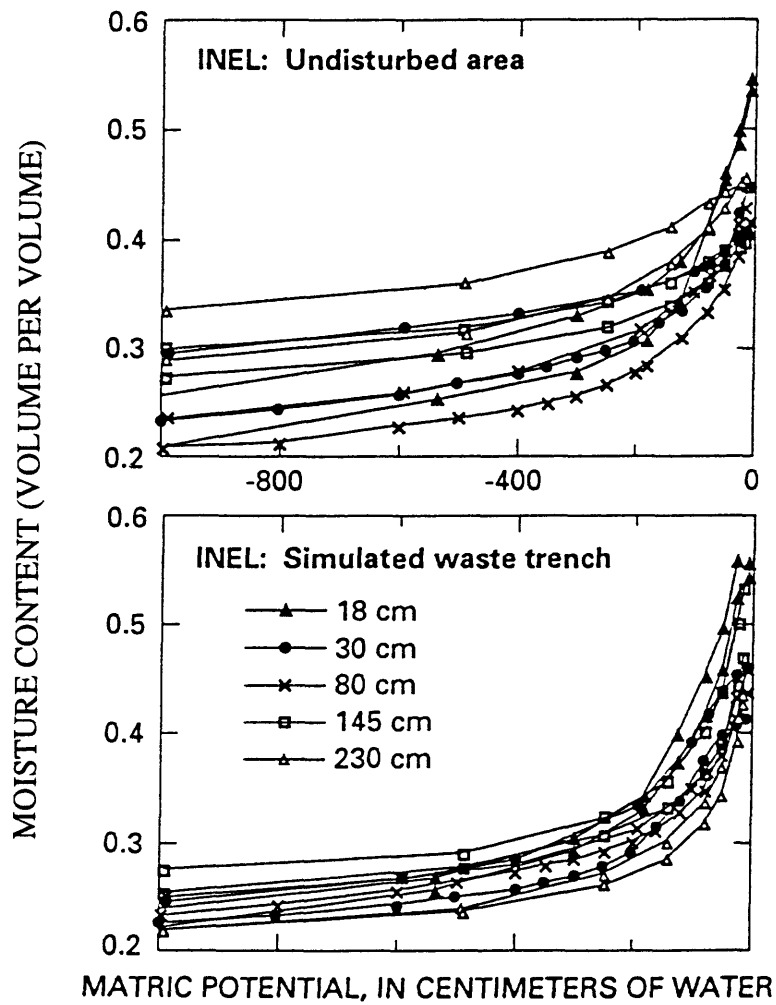 MOISTURE CONTENT (VOLUME PER VOLUME)
INEL: Undisturbed area
0.6
0.5
0.4
0.3
0.2
-800 -400 0
INEL: Simulated waste trench
18 cm
30 cm
80 cm
145 cm
230 cm
0.6
0.5
0.4
0.3
0.2
MATRIC POTENTIAL, IN CENTIMETERS OF WATER